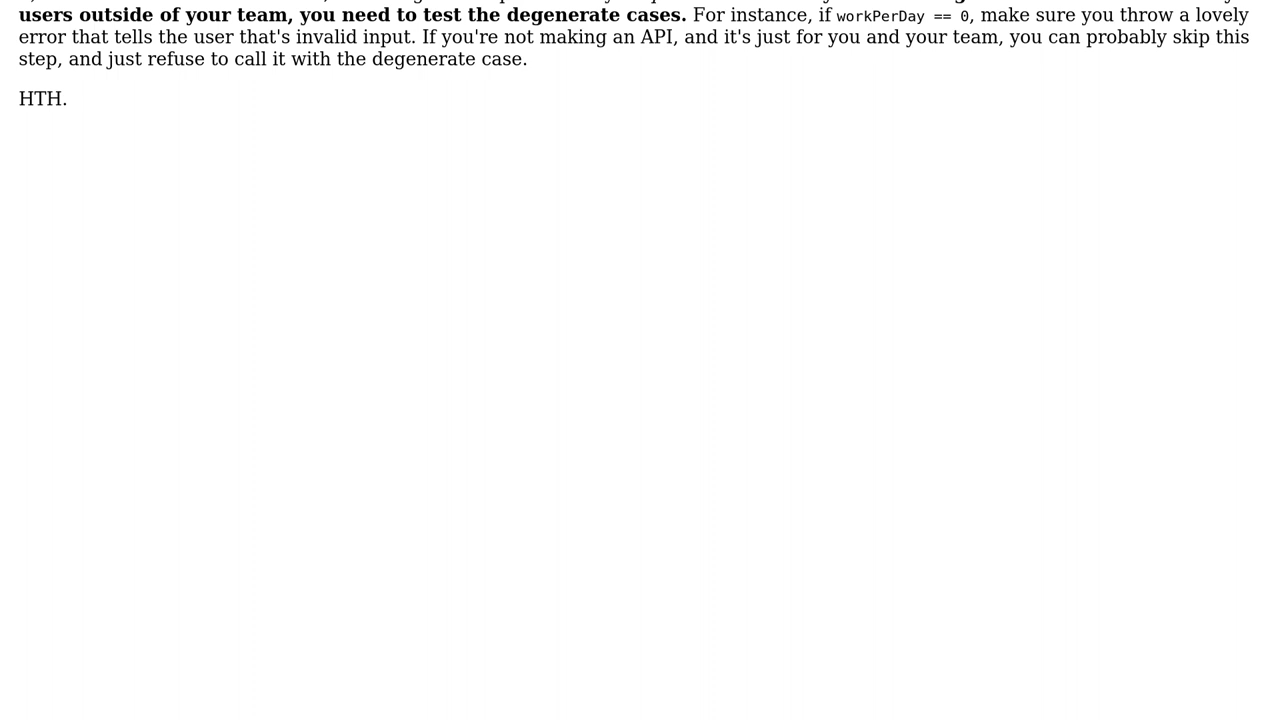 users outside of your team, you need to test the degenerate cases. For instance, if workPerDay == 0, make sure you throw a lovely
error that tells the user that's invalid input. If you're not making an API, and it's just for you and your team, you can probably skip this
step, and just refuse to call it with the degenerate case.
HTH.